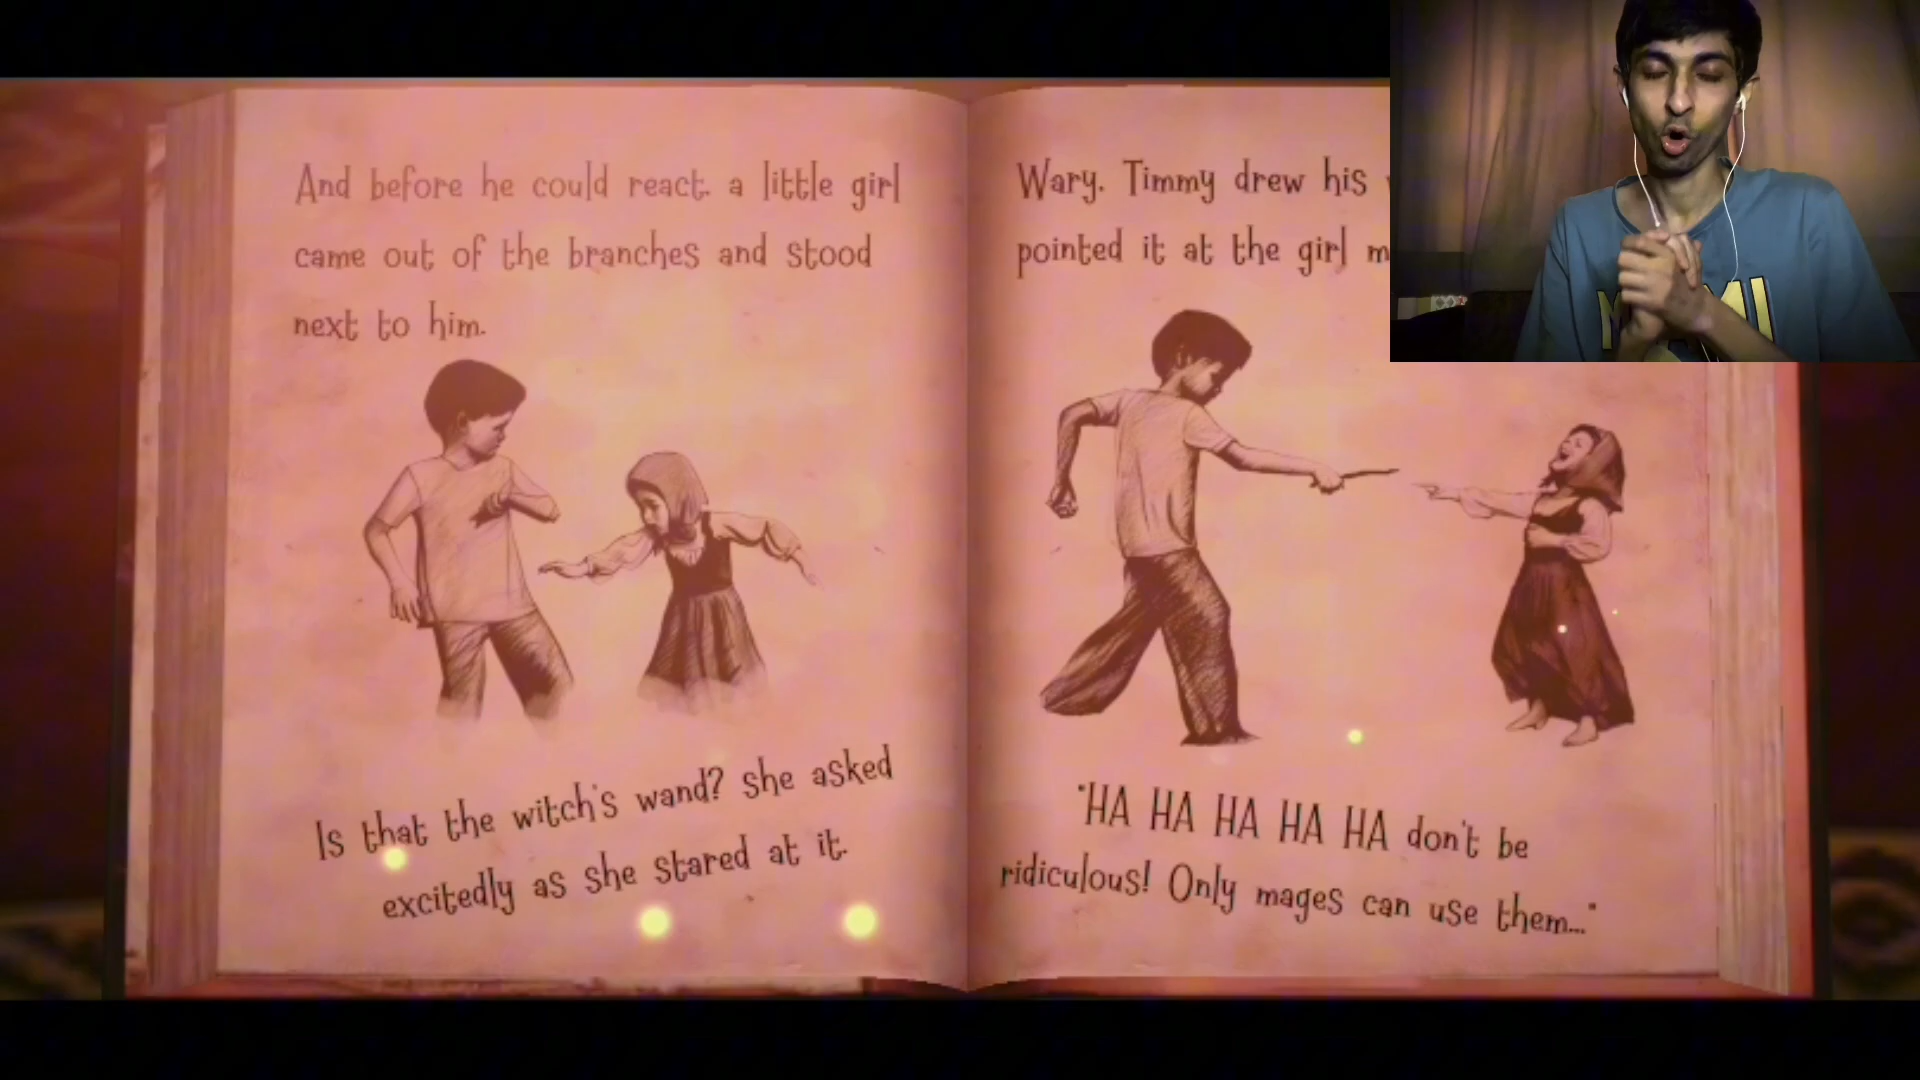 And before he could react. a little girl
came out of the branches and stood
next to him.
Is that the witch's wand? she asked
excitedly as she stared at it.
Wary. Timmy drew his
pointed it at the girl
"HA HA HA HA HA don't be
ridiculous! Only mages can use them..."